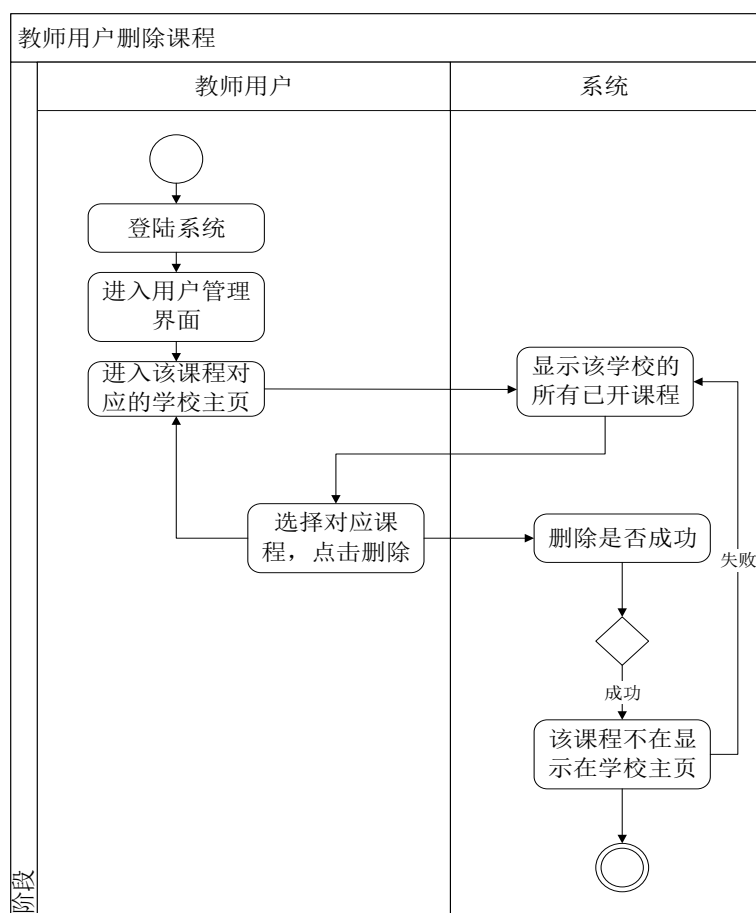 教师用户删除课程
教师用户
系统
登陆系统
进入用户管理
界面
进入该课程对
应的学校主页
显示该学校的
所有已开课程
选择对应课
程，点击删除
删除是否成功
失败
成功
该课程不在显
示在学校主页
阶段